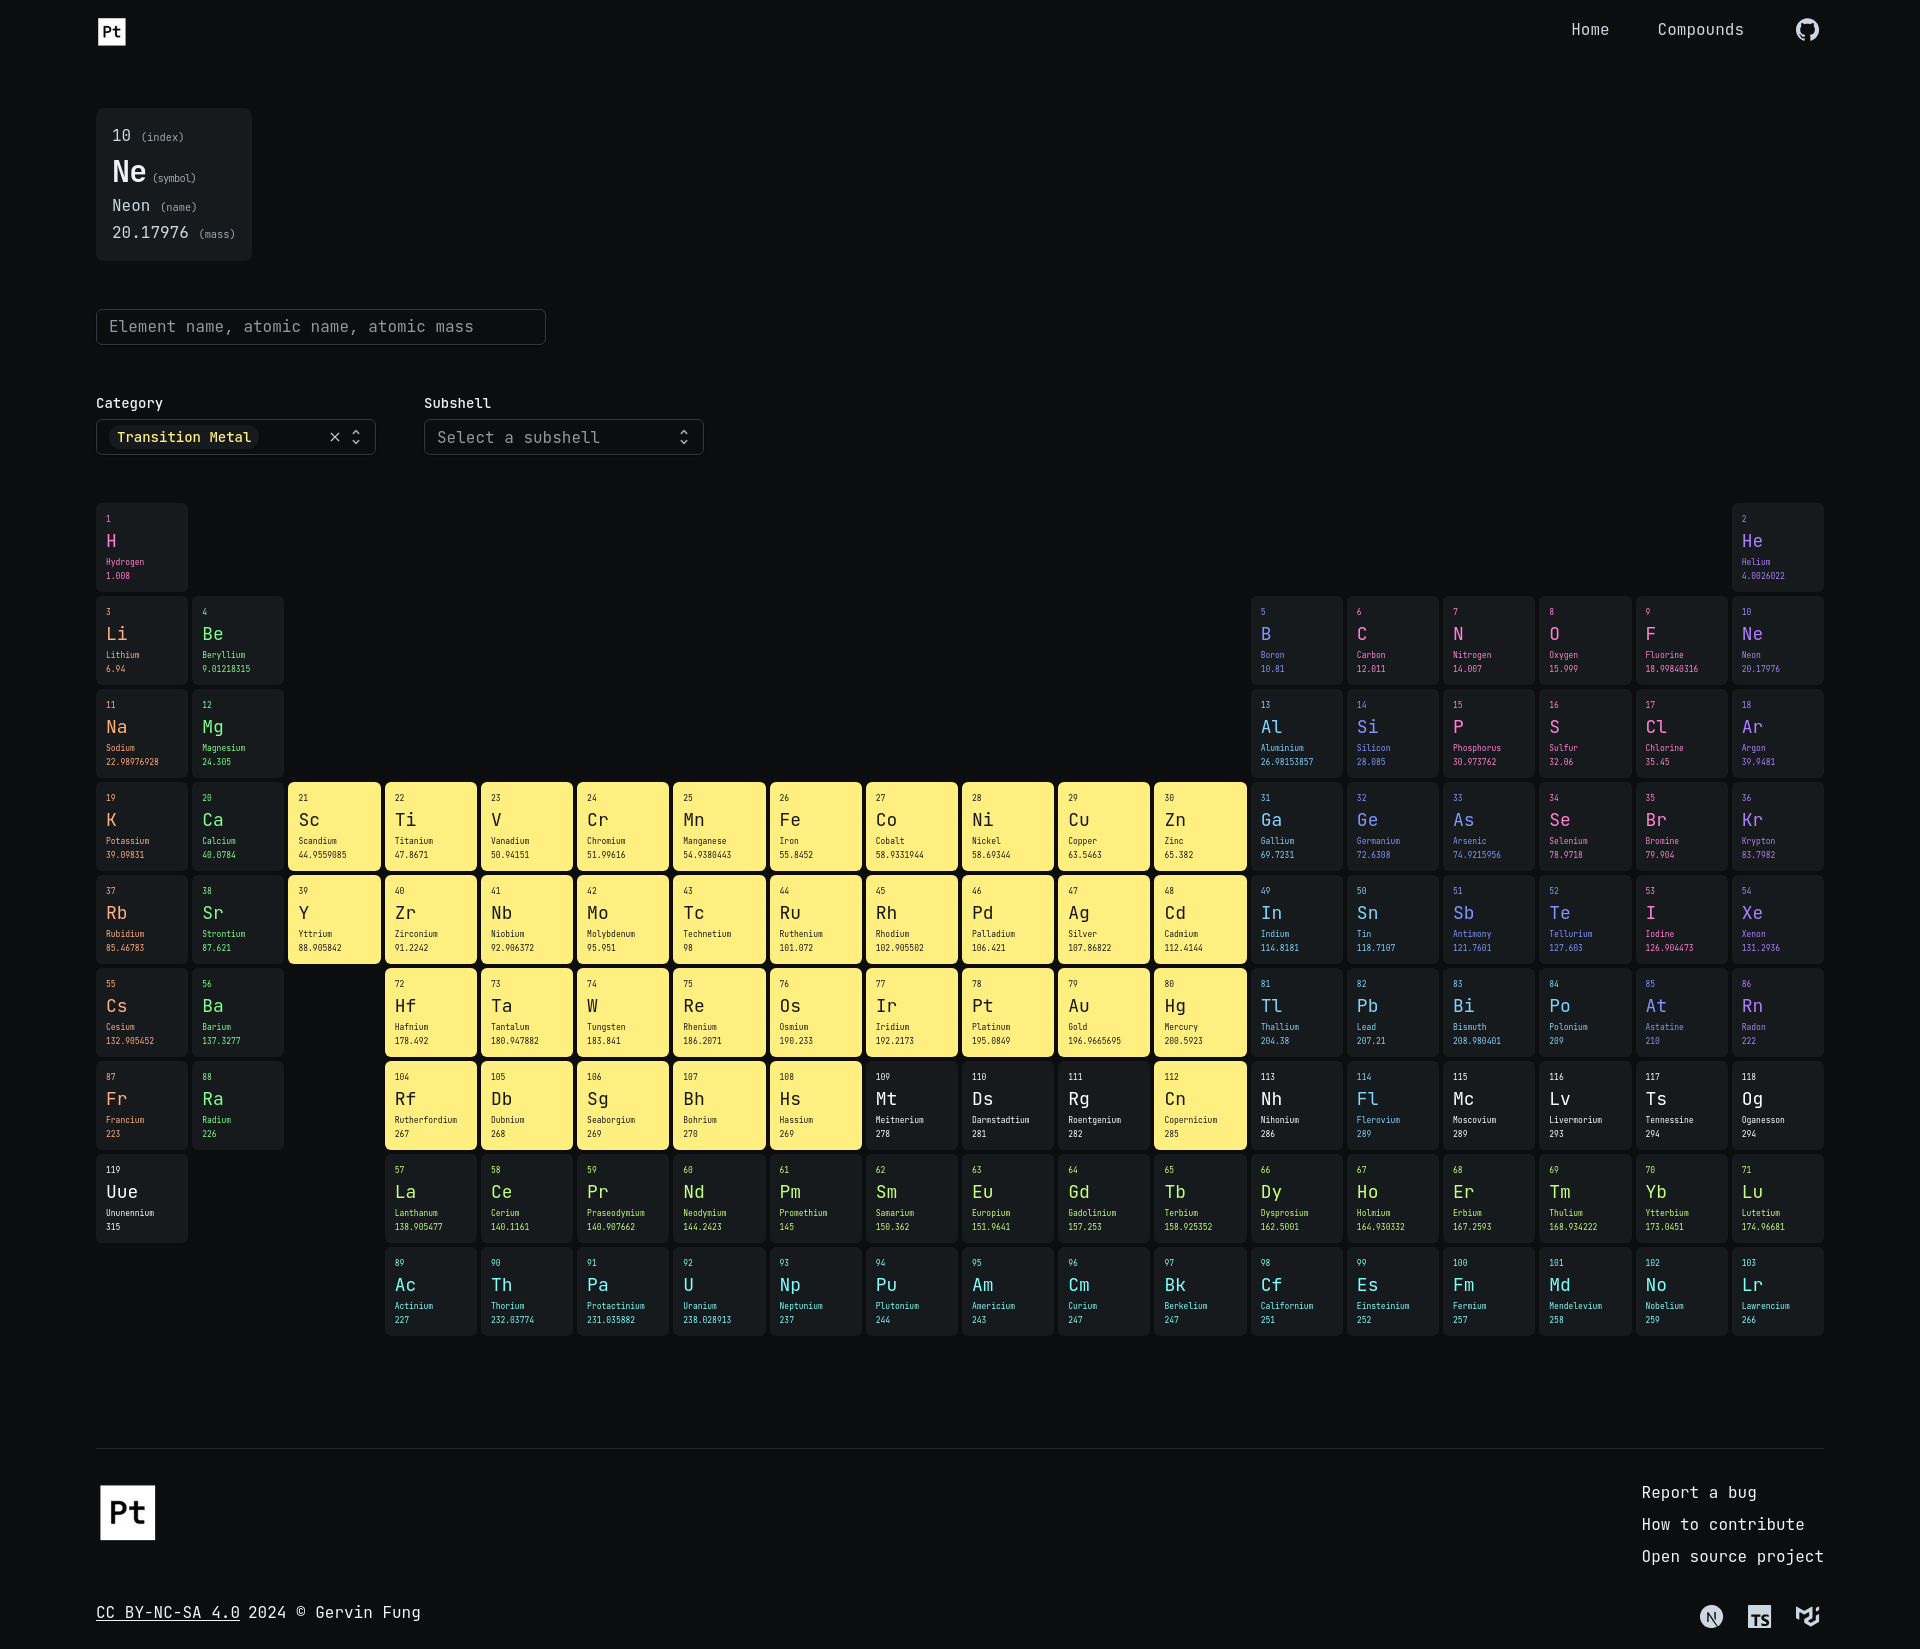 Pt
Home Compounds
10 (index)
Ne (symbol)
Neon (name)
20.17976 (mass)
Element name, atomic name, atomic mass
Category Subshell
Transition Metal Select a subshell
1 2
H He
Hydrogen Helium
1.008 4.0026022
3 4 5 6 7 8 9 10
Li Be B C N O F Ne
Lithium Beryllium Boron Carbon Nitrogen Oxygen Fluorine Neon
6.94 9.01218315 10.81 12.011 14.007 15.999 18.99840316 20.17976
11 12 13 14 15 16 17 18
Na Mg Al Si P S Cl Ar
Sodium Magnesium Aluminium Silicon Phosphorus Sulfur Chlorine Argon
22.98976928 24.305 26.98153857 28.085 30.973762 32.06 35.45 39.9481
19 20 21 22 23 24 25 26 27 28 29 30 31 32 33 34 35 36
K Ca Sc Ti V Cr Mn Fe Co Ni Cu Zn Ga Ge As Se Br Kr
Potassium Calcium Scandium Titanium Vanadium Chromium Manganese Iron Cobalt Nickel Copper Zinc Gallium Germanium Arsenic Selenium Bromine Krypton
39.09831 40.0784 44.9559085 47.8671 50.94151 51.99616 54.9380443 55.8452 58.9331944 58.69344 63.5463 65.382 69.7231 72.6308 74.9215956 78.9718 79.904 83.7982
37 38 39 40 41 42 43 44 45 46 47 48 49 50 51 52 53 54
Rb Sr Y Zr Nb Mo Tc Ru Rh Pd Ag Cd In Sn Sb Te I Xe
Rubidium Strontium Yttrium Zirconium Niobium Molybdenum Technetium Ruthenium Rhodium Palladium Silver Cadmium Indium Tin Antimony Tellurium Iodine Xenon
85.46783 87.621 88.905842 91.2242 92.906372 95.951 98 101.072 102.905502 106.421 107.86822 112.4144 114.8181 118.7107 121.7601 127.603 126.904473 131.2936
55 56 72 73 74 75 76 77 78 79 80 81 82 83 84 85 86
Cs Ba Hf Ta W Re Os Ir Pt Au Hg Tl Pb Bi Po At Rn
Cesium Barium Hafnium Tantalum Tungsten Rhenium Osmium Iridium Platinum Gold Mercury Thallium Lead Bismuth Polonium Astatine Radon
132.905452 137.3277 178.492 180.947882 183.841 186.2071 190.233 192.2173 195.0849 196.9665695 200.5923 204.38 207.21 208.980401 209 210 222
87 88 104 105 106 107 108 109 110 111 112 113 114 115 116 117 118
Fr Ra Rf Db Sg Bh Hs Mt Ds Rg Cn Nh Fl Mc Lv Ts Og
Francium Radium Rutherfordium Dubnium Seaborgium Bohrium Hassium Meitnerium Darmstadtium Roentgenium Copernicium Nihonium Flerovium Moscovium Livermorium Tennessine Oganesson
223 226 267 268 269 270 269 278 281 282 285 286 289 289 293 294 294
119 57 58 59 60 61 62 63 64 65 66 67 68 69 70 71
Uue La Ce Pr Nd Pm Sm Eu Gd Tb Dy Ho Er Tm Yb Lu
Ununennium Lanthanum Cerium Praseodymium Neodymium Promethium Samarium Europium Gadolinium Terbium Dysprosium Holmium Erbium Thulium Ytterbium Lutetium
315 138.905477 140.1161 140.907662 144.2423 145 150.362 151.9641 157.253 158.925352 162.5001 164.930332 167.2593 168.934222 173.0451 174.96681
89 90 91 92 93 94 95 96 97 98 99 100 101 102 103
Ac Th Pa U Np Pu Am Cm Bk Cf Es Fm Md No Lr
Actinium Thorium Protactinium Uranium Neptunium Plutonium Americium Curium Berkelium Californium Einsteinium Fermium Mendelevium Nobelium Lawrencium
227 232.03774 231.035882 238.028913 237 244 243 247 247 251 252 257 258 259 266
Pt
Report a bug
How to contribute
Open source project
CC BY-NC-SA 4.0 2024 © Gervin Fung
N TS